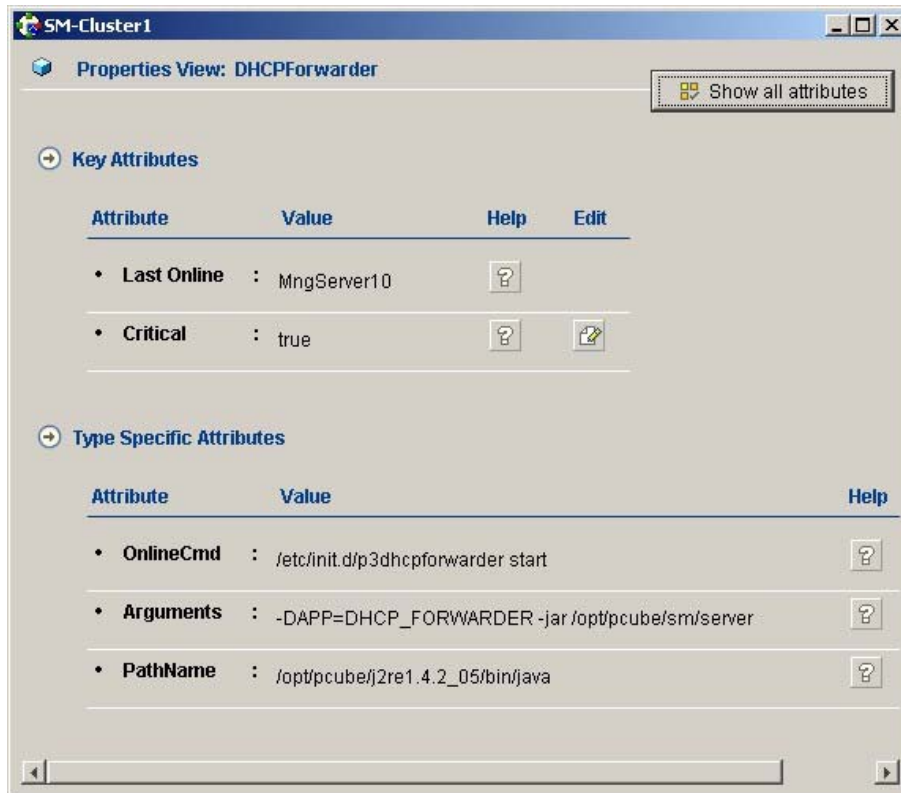 SM-Cluster1
Properties View: DHCPForwarder
Show all attributes
Key Attributes
Attribute Value Help Edit
• Last Online : MngServer10 ?
• Critical : true ?
Type Specific Attributes
Attribute Value Help
• OnlineCmd : /etc/init.d/p3dhcpforwarder start ?
• Arguments : -DAPP=DHCP_FORWARDER -jar /opt/pcube/sm/server ?
• PathName : /opt/pcube/j2re1.4.2_05/bin/java ?